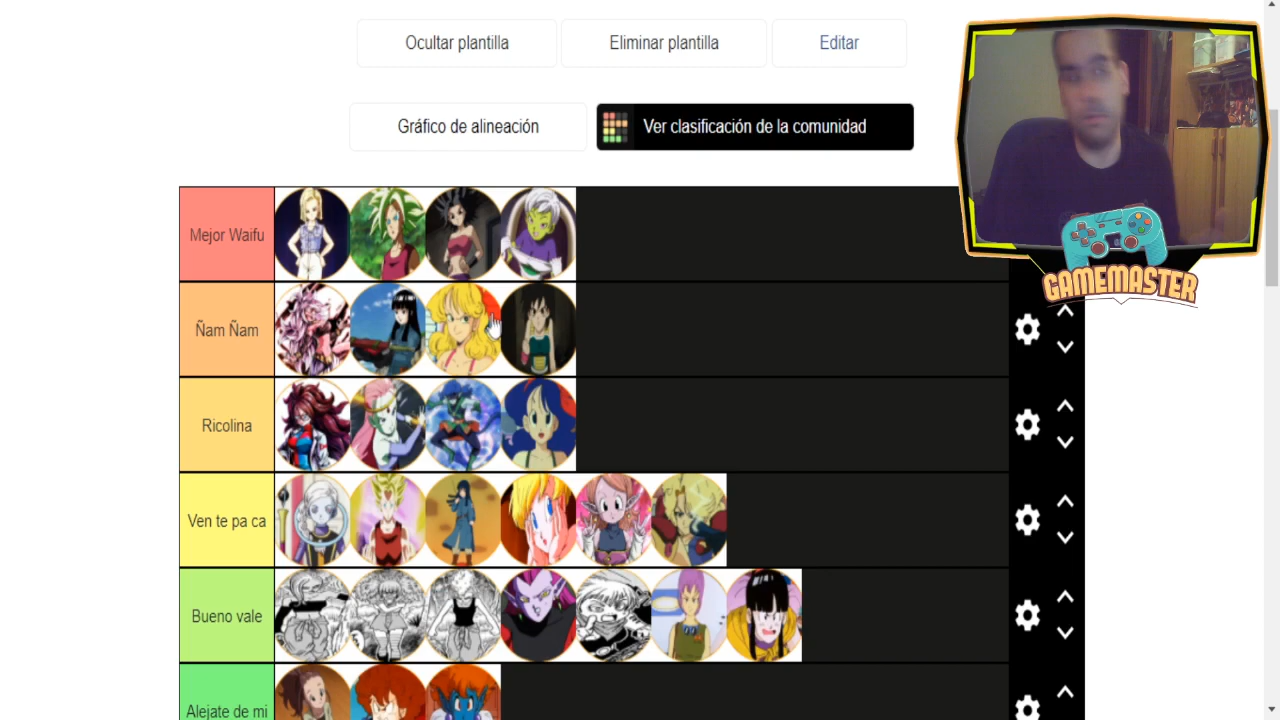 Ocultar plantilla
Eliminar plantilla
Editar
Gráfico de alineación
Ver clasificación de la comunidad
GAMEMASTER
Mejor Waifu
Ñam Ñam
Ricolina
Ven te pa ca
Bueno vale
Alejate de mi